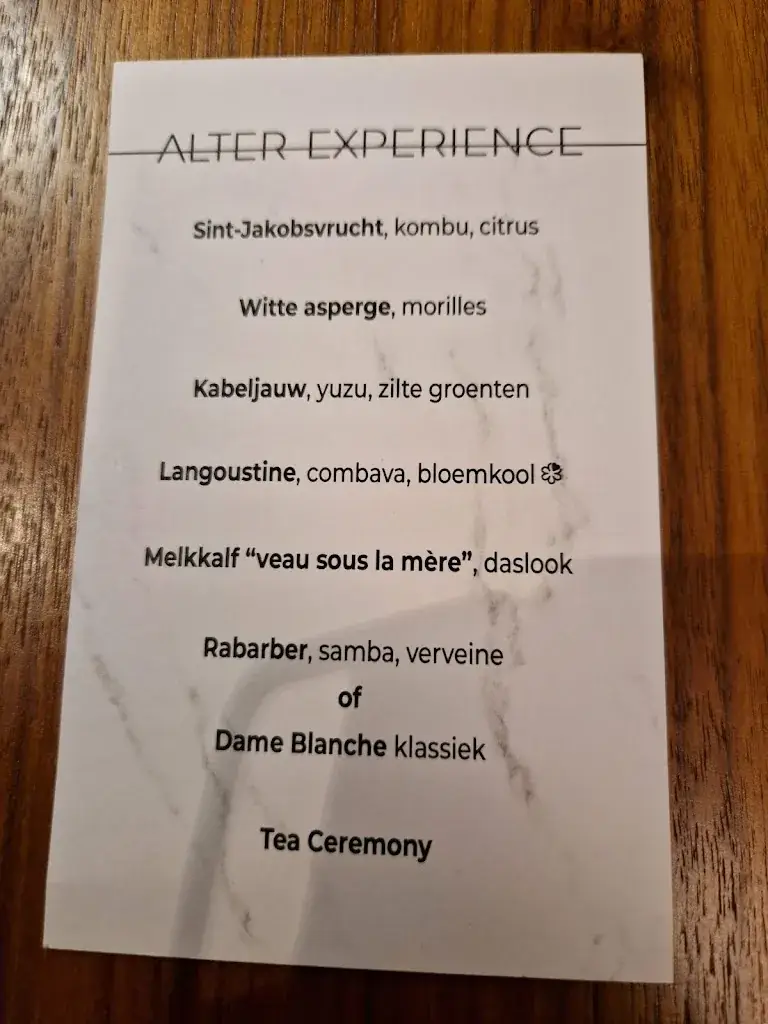 ALTER EXPERIENCE
Sint-Jakobsvrucht, kombu, citrus
Witte asperge, morilles
Kabeljauw, yuzu, zilte groenten
Langoustine, combava, bloemkool
Melkkalf “veau sous la mère”, daslook
Rabarber, samba, verveine
of
Dame Blanche klassiek
Tea Ceremony